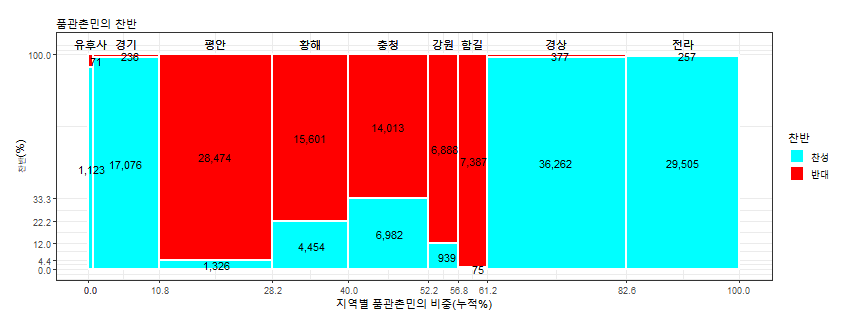 품관촌민의 찬반
유후사 경기 평안 황해 충청 강원 함길 경상 전라
100.0
71 236 377 257
14,013
15,601 6,888
28,474 7,387
1,123 17,076 36,262 29,505
찬반(%)
33.3
22.2
6,982
4,454
12.0
939
4.4
1,326 75
0.0
0.0 10.8 28.2 40.0 52.2 56.8 61.2 82.6 100.0
지역별 품관촌민의 비중(누적%)
찬반
찬성
반대